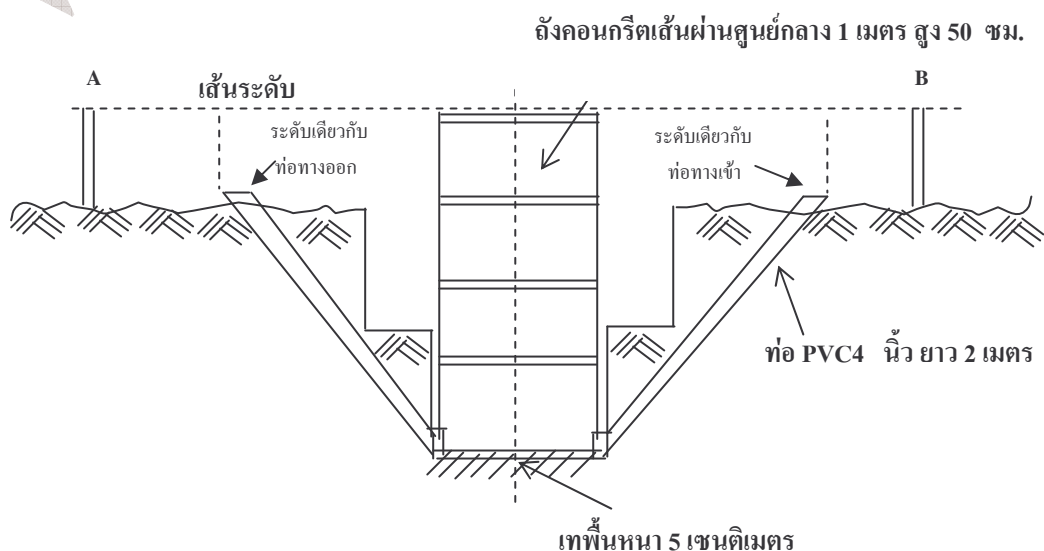 ถังคอนกรีตเส้นผ่านศูนย์กลาง 1 เมตร สูง 50 ซม.
A
เส้นระดับ
B
ระดับเดียวกับ
ท่อทางออก
ระดับเดียวกับ
ท่อทางเข้า
ท่อ PVC4 นิ้ว ยาว 2 เมตร
เทพื้นหนา 5 เซนติเมตร